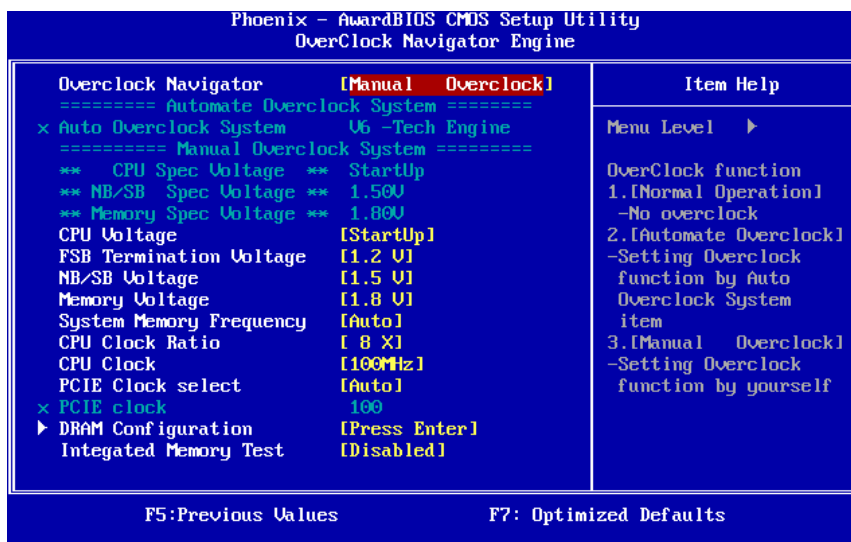 Phoenix - AwardBIOS CMOS Setup Utility
OverClock Navigator Engine
Overclock Navigator [Manual Overclock]
========= Automate Overclock System ========
x Auto Overclock System V6 -Tech Engine
========== Manual Overclock System =========
** CPU Spec Voltage ** StartUp
** NB/SB Spec Voltage ** 1.50V
** Memory Spec Voltage ** 1.80V
CPU Voltage [StartUp]
FSB Termination Voltage [1.2 V]
NB/SB Voltage [1.5 V]
Memory Voltage [1.8 V]
System Memory Frequency [Auto]
CPU Clock Ratio [ 8 X]
CPU Clock [100MHz]
PCIE Clock select [Auto]
x PCIE clock 100
DRAM Configuration [Press Enter]
Integated Memory Test [Disabled]
Item Help
Menu Level
OverClock function
1.[Normal Operation]
-No overclock
2.[Automate Overclock]
-Setting Overclock
function by Auto
Overclock System
item
3.[Manual Overclock]
-Setting Overclock
function by yourself
F5:Previous Values F7: Optimized Defaults